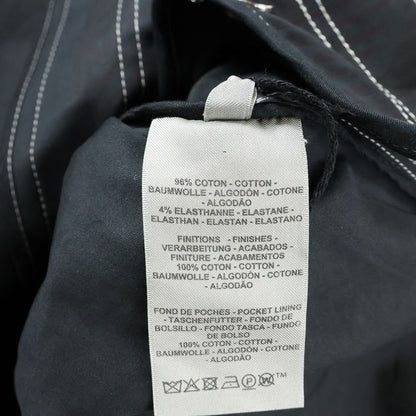 96% COTON - COTTON -
BAUMWOLLE - ALGODÓN - COTONE
- ALGODÃO
4% ELASTHANNE - ELASTANE -
ELASTHAN - ELASTAN - ELASTANO
FINITIONS - FINISHES -
VERARBEITUNG - ACABADOS -
FINITURE - ACABAMENTOS
100% COTON - COTTON -
BAUMWOLLE - ALGODÓN - COTONE
- ALGODÃO
FOND DE POCHES - POCKET LINING
- TASCHENFUTTER - FONDO DE
BOLSILLO - FONDO TASCA - FUNDO
DE BOLSO
100% COTON - COTTON -
BAUMWOLLE - ALGODÓN - COTONE
- ALGODÃO
P W TM